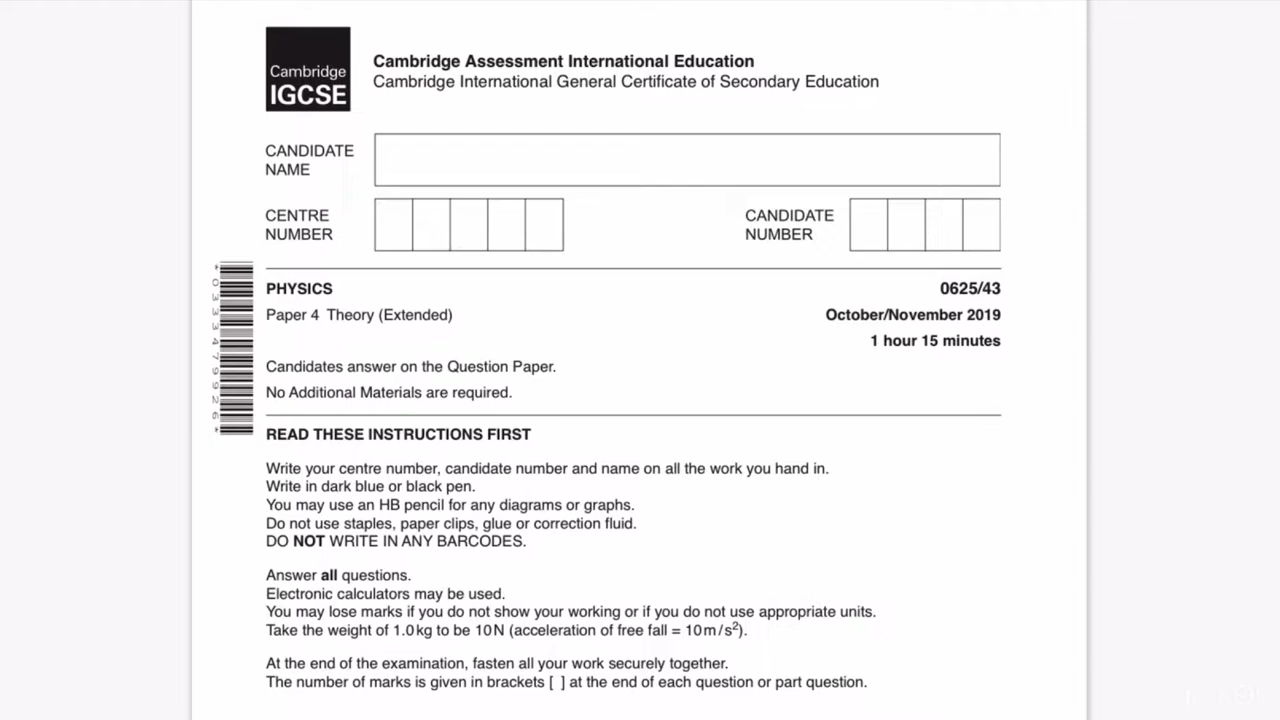 Cambridge
IGCSE
Cambridge Assessment International Education
Cambridge International General Certificate of Secondary Education
CANDIDATE
NAME
CENTRE
NUMBER
CANDIDATE
NUMBER
*0334799926*
PHYSICS
0625/43
Paper 4 Theory (Extended)
October/November 2019
1 hour 15 minutes
Candidates answer on the Question Paper.
No Additional Materials are required.
READ THESE INSTRUCTIONS FIRST
Write your centre number, candidate number and name on all the work you hand in.
Write in dark blue or black pen.
You may use an HB pencil for any diagrams or graphs.
Do not use staples, paper clips, glue or correction fluid.
DO NOT WRITE IN ANY BARCODES.
Answer all questions.
Electronic calculators may be used.
You may lose marks if you do not show your working or if you do not use appropriate units.
Take the weight of 1.0 kg to be 10 N (acceleration of free fall = 10 m/s²).
At the end of the examination, fasten all your work securely together.
The number of marks is given in brackets [ ] at the end of each question or part question.